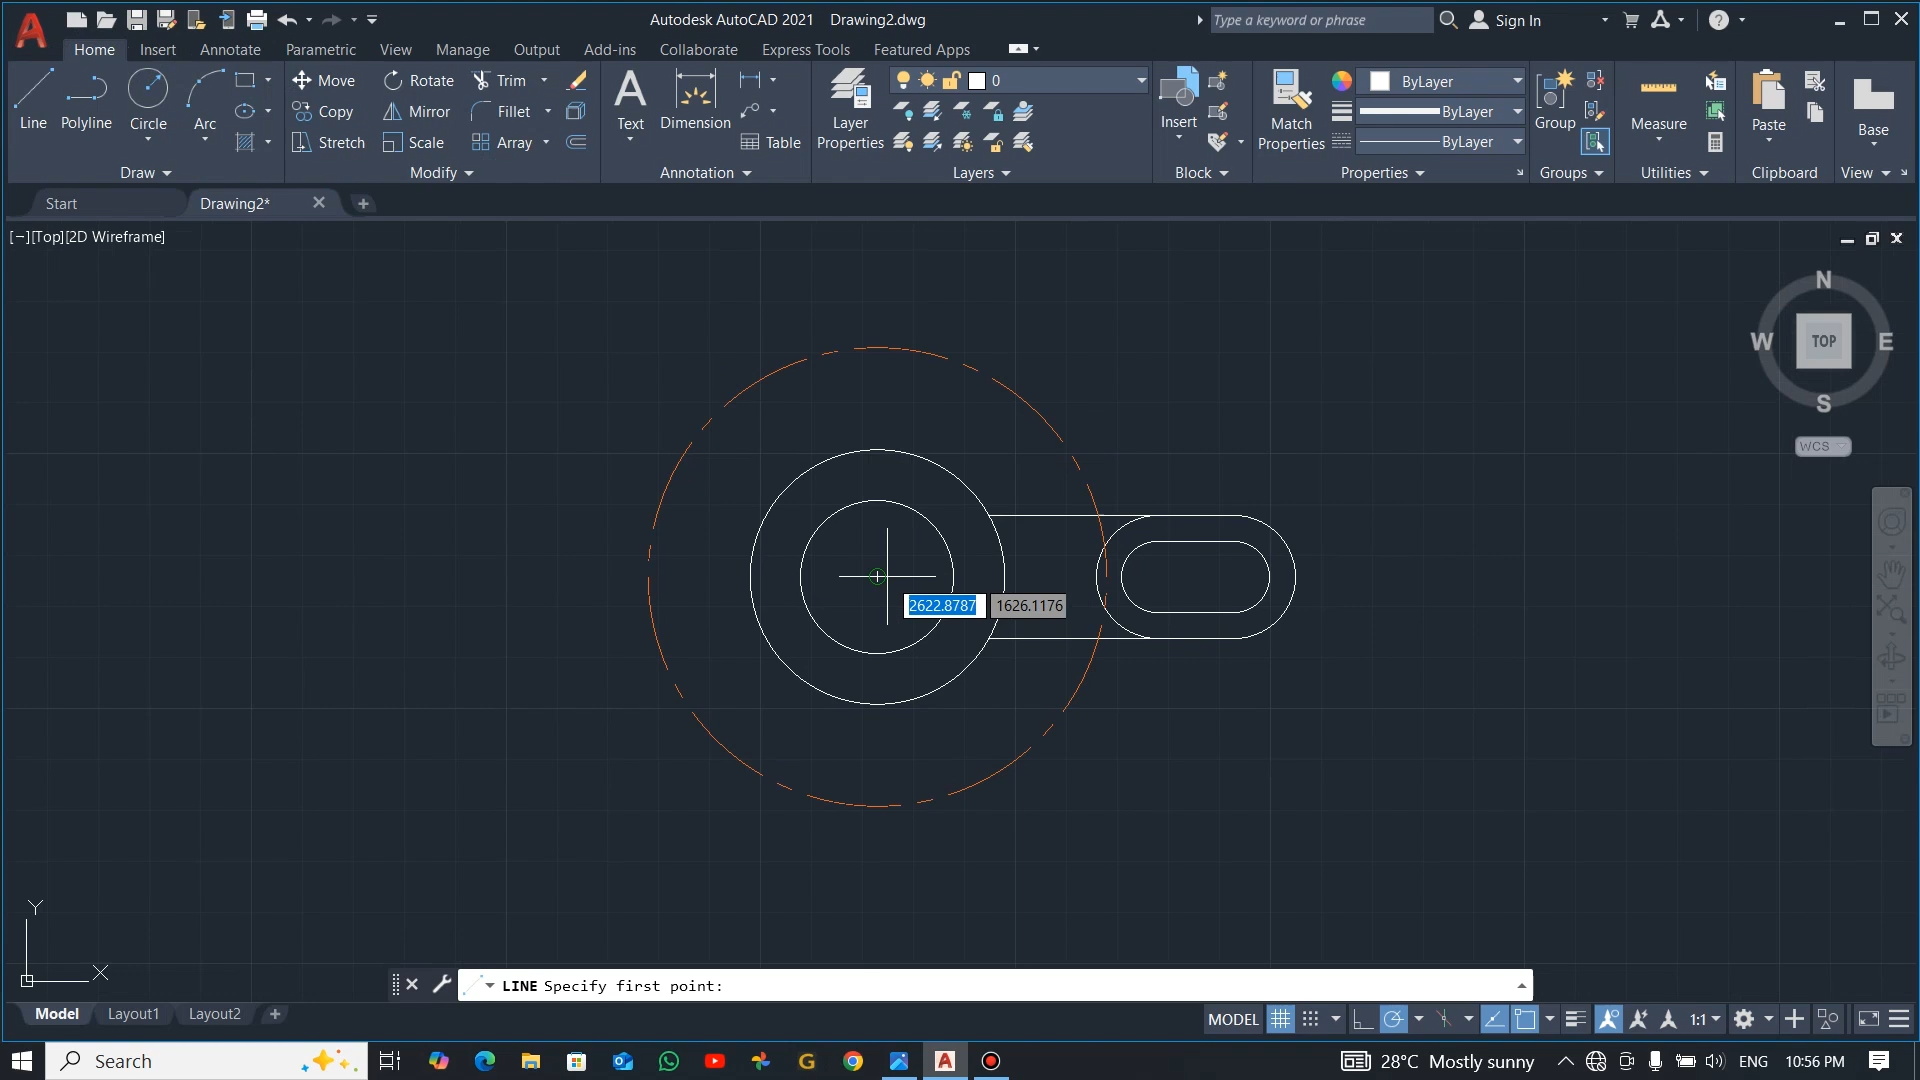 Autodesk AutoCAD 2021 Drawing2.dwg Type a keyword or phrase Sign In
Home Insert Annotate Parametric View Manage Output Add-ins Collaborate Express Tools Featured Apps
Line Polyline Circle Arc
Move Rotate Trim
Copy Mirror Fillet
Stretch Scale Array
Text Dimension Table
Layer Properties
0
Insert
Match Properties
ByLayer
ByLayer
ByLayer
Group Measure Paste Base
Draw Modify Annotation Layers Block Properties Groups Utilities Clipboard View
Start Drawing2*
[−][Top][2D Wireframe]
N
W TOP E
S
WCS
2622.8787 1626.1176
Y
X
LINE Specify first point:
Model Layout1 Layout2 MODEL 1:1
Search 28°C Mostly sunny ENG 10:56 PM